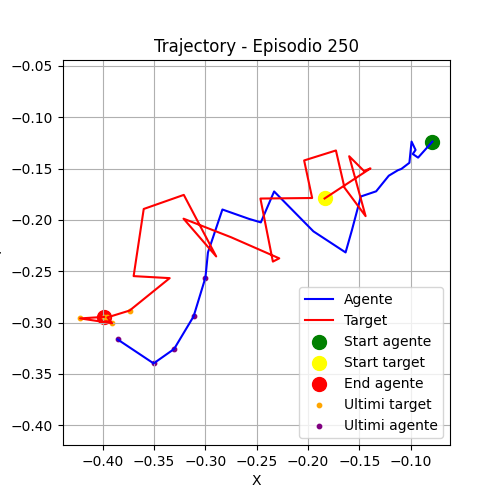 Trajectory - Episodio 250
−0.05
−0.10
−0.15
−0.20
−0.25
−0.30
−0.35
−0.40
Agente
Target
Start agente
Start target
End agente
Ultimi target
Ultimi agente
−0.40 −0.35 −0.30 −0.25 −0.20 −0.15 −0.10
X